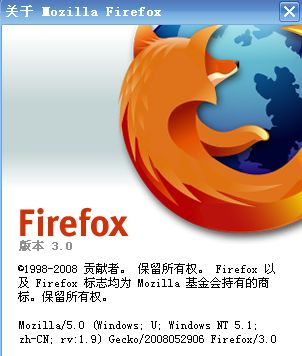 关于 Mozilla Firefox
Firefox
版本 3.0
©1998-2008 贡献者。 保留所有权。 Firefox 以
及 Firefox 标志均为 Mozilla 基金会持有的商
标。保留所有权。
Mozilla/5.0 (Windows; U; Windows NT 5.1;
zh-CN; rv:1.9) Gecko/2008052906 Firefox/3.0